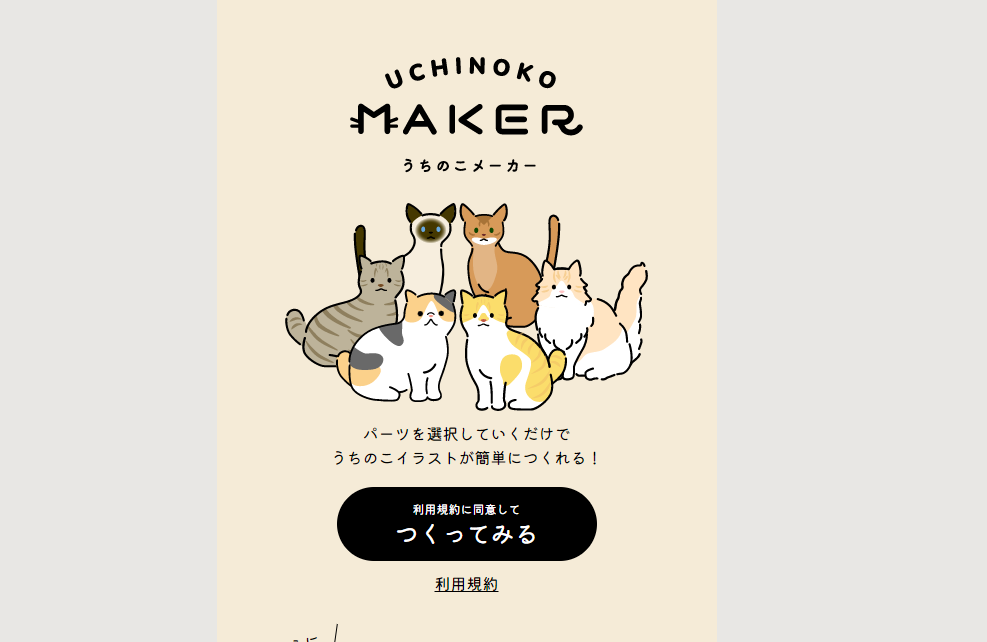 UCHINOKO
MAKER
うちのこメーカー
パーツを選択していくだけで
うちのこイラストが簡単につくれる！
利用規約に同意して
つくってみる
利用規約